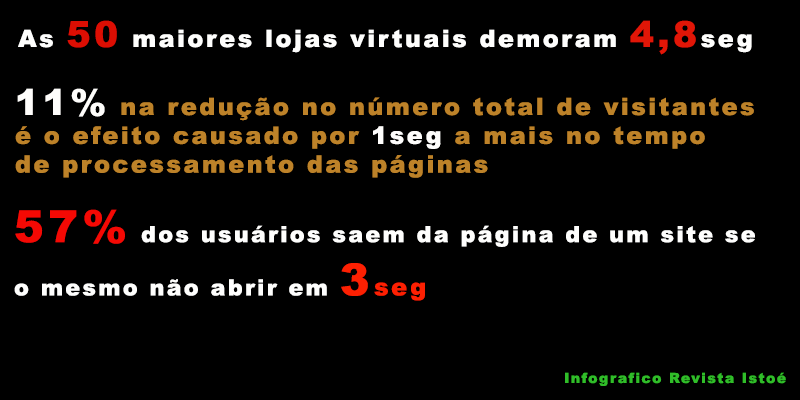 As 50 maiores lojas virtuais demoram 4,8seg
11% na redução no número total de visitantes
é o efeito causado por 1seg a mais no tempo
de processamento das páginas
57% dos usuários saem da página de um site se
o mesmo não abrir em 3seg
Infografico Revista Istoé